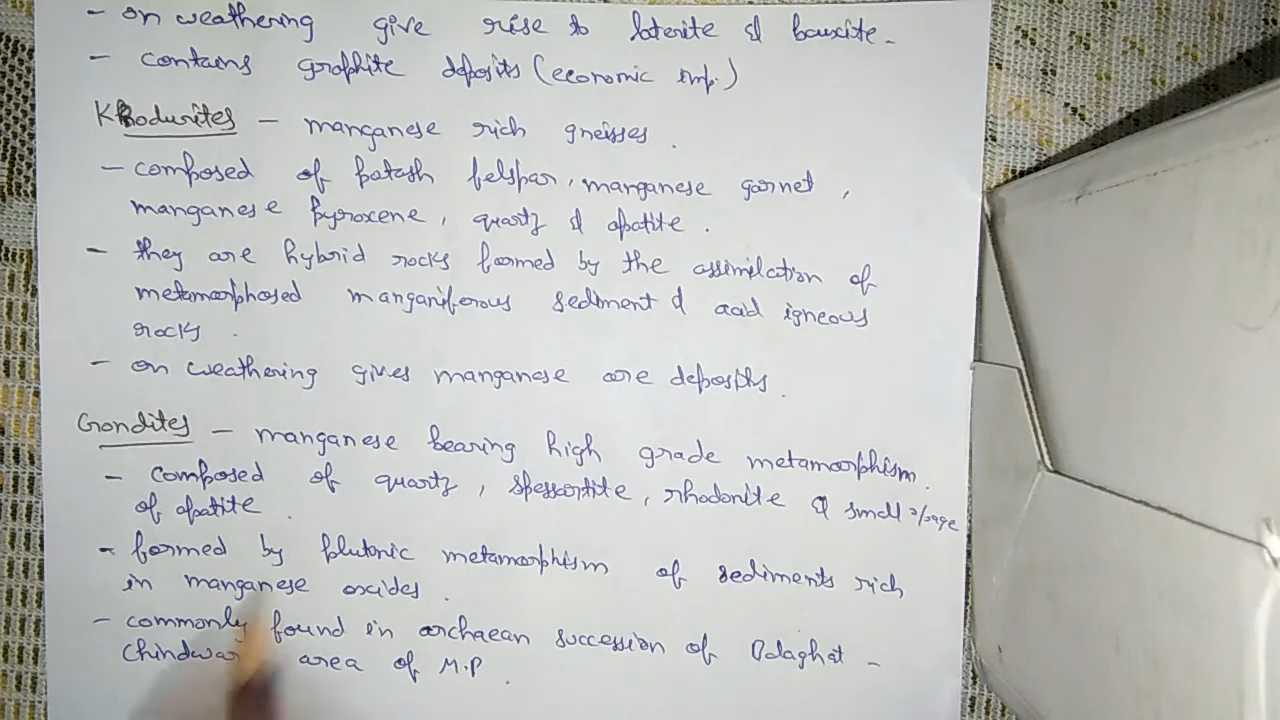 - on weathering give rise to laterite & bauxite -
- contains graphite deposits (economic imp.)
Khodurites - manganese rich gneisses.
- composed of potash felspar, manganese garnet,
manganese pyroxene, quartz & apatite.
- they are hybrid rocks formed by the assimilation of
metamorphosed manganiferous sediment & acid igneous
rocks.
- on weathering gives manganese ore deposits.
Gondites - manganese bearing high grade metamorphism.
- composed of quartz, spessartite, rhodonite & small %age
of apatite.
- formed by plutonic metamorphism of sediments rich
in manganese oxides.
- commonly found in archaean succession of Balaghat -
area of M.P.